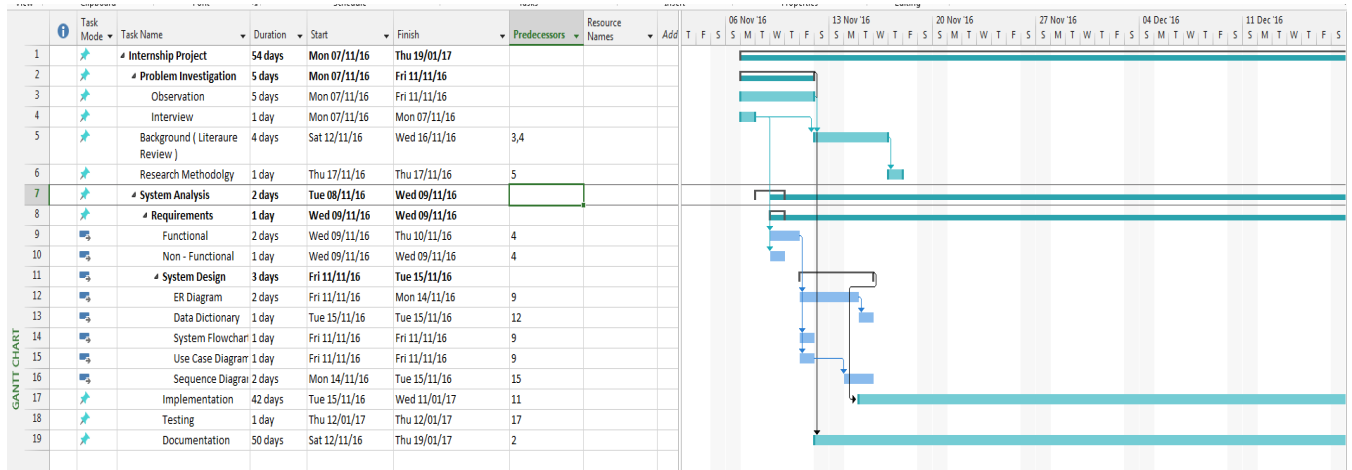 Task
Mode
Task Name
Duration
Start
Finish
Predecessors
Resource
Names
Add
06 Nov '16 13 Nov '16 20 Nov '16 27 Nov '16 04 Dec '16 11 Dec '16
T F S S M T W T F S S M T W T F S S M T W T F S S M T W T F S S M T W T F S S M T W T F S
1 Internship Project 54 days Mon 07/11/16 Thu 19/01/17
2 Problem Investigation 5 days Mon 07/11/16 Fri 11/11/16
3 Observation 5 days Mon 07/11/16 Fri 11/11/16
4 Interview 1 day Mon 07/11/16 Mon 07/11/16
5 Background ( Literaure 4 days Sat 12/11/16 Wed 16/11/16 3,4
Review )
6 Research Methodolgy 1 day Thu 17/11/16 Thu 17/11/16 5
7 System Analysis 2 days Tue 08/11/16 Wed 09/11/16
8 Requirements 1 day Wed 09/11/16 Wed 09/11/16
9 Functional 2 days Wed 09/11/16 Thu 10/11/16 4
10 Non - Functional 1 day Wed 09/11/16 Wed 09/11/16 4
11 System Design 3 days Fri 11/11/16 Tue 15/11/16
12 ER Diagram 2 days Fri 11/11/16 Mon 14/11/16 9
13 Data Dictionary 1 day Tue 15/11/16 Tue 15/11/16 12
14 System Flowchart 1 day Fri 11/11/16 Fri 11/11/16 9
15 Use Case Diagram 1 day Fri 11/11/16 Fri 11/11/16 9
16 Sequence Diagra 2 days Mon 14/11/16 Tue 15/11/16 15
17 Implementation 42 days Tue 15/11/16 Wed 11/01/17 11
18 Testing 1 day Thu 12/01/17 Thu 12/01/17 17
19 Documentation 50 days Sat 12/11/16 Thu 19/01/17 2
GANTT CHART